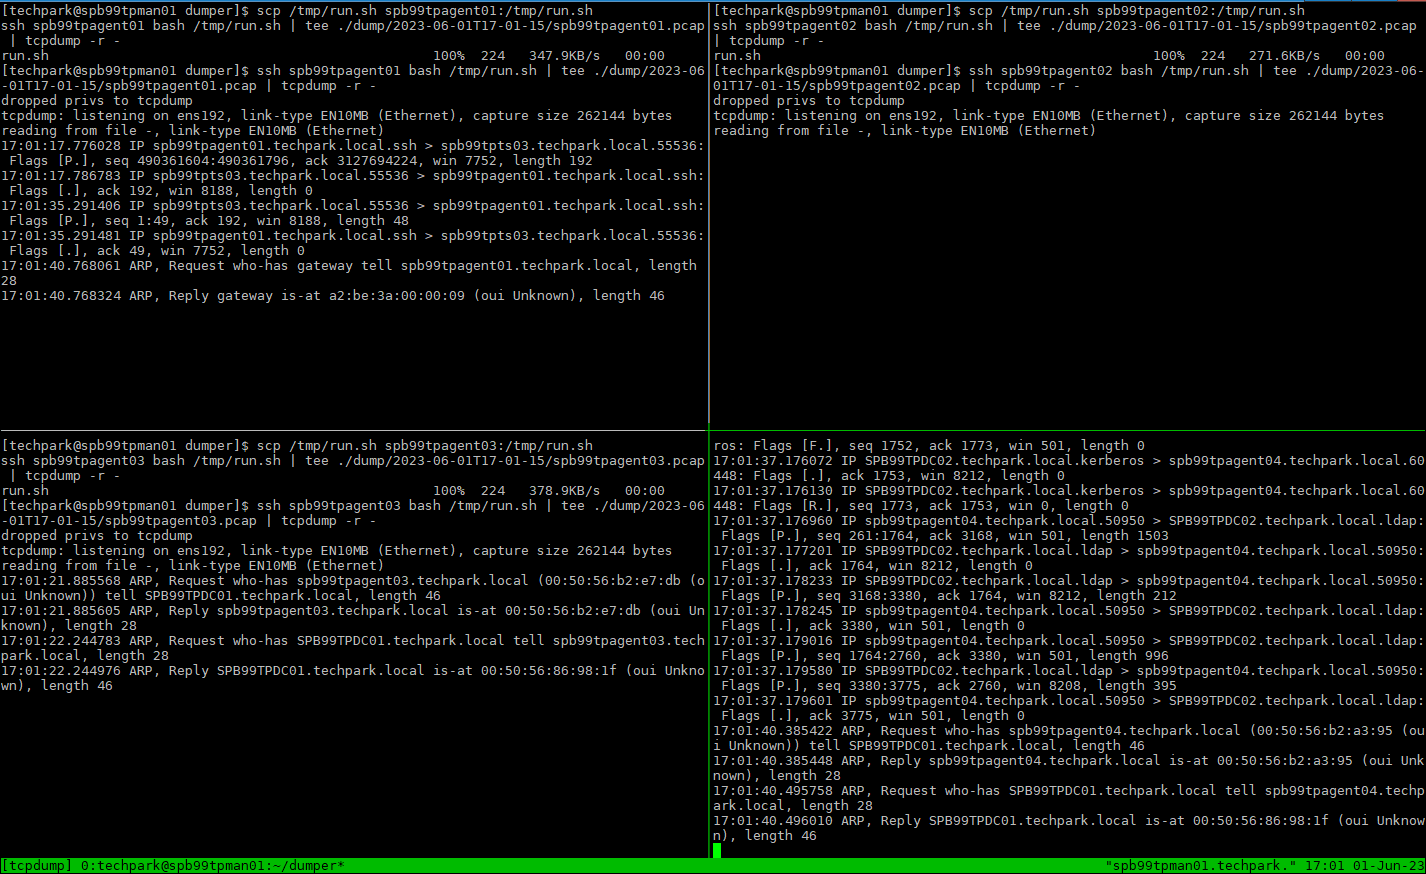 [techpark@spb99tpman01 dumper]$ scp /tmp/run.sh spb99tpagent01:/tmp/run.sh
ssh spb99tpagent01 bash /tmp/run.sh | tee ./dump/2023-06-01T17-01-15/spb99tpagent01.pcap
 | tcpdump -r -
run.sh                                                100%  224   347.9KB/s   00:00
[techpark@spb99tpman01 dumper]$ ssh spb99tpagent01 bash /tmp/run.sh | tee ./dump/2023-06
-01T17-01-15/spb99tpagent01.pcap | tcpdump -r -
dropped privs to tcpdump
tcpdump: listening on ens192, link-type EN10MB (Ethernet), capture size 262144 bytes
reading from file -, link-type EN10MB (Ethernet)
17:01:17.776028 IP spb99tpagent01.techpark.local.ssh > spb99tpts03.techpark.local.55536:
 Flags [P.], seq 490361604:490361796, ack 3127694224, win 7752, length 192
17:01:17.786783 IP spb99tpts03.techpark.local.55536 > spb99tpagent01.techpark.local.ssh:
 Flags [.], ack 192, win 8188, length 0
17:01:35.291406 IP spb99tpts03.techpark.local.55536 > spb99tpagent01.techpark.local.ssh:
 Flags [P.], seq 1:49, ack 192, win 8188, length 48
17:01:35.291481 IP spb99tpagent01.techpark.local.ssh > spb99tpts03.techpark.local.55536:
 Flags [.], ack 49, win 7752, length 0
17:01:40.768061 ARP, Request who-has gateway tell spb99tpagent01.techpark.local, length
28
17:01:40.768324 ARP, Reply gateway is-at a2:be:3a:00:00:09 (oui Unknown), length 46
[techpark@spb99tpman01 dumper]$ scp /tmp/run.sh spb99tpagent02:/tmp/run.sh
ssh spb99tpagent02 bash /tmp/run.sh | tee ./dump/2023-06-01T17-01-15/spb99tpagent02.pcap
| tcpdump -r -
run.sh                                                 100%  224   271.6KB/s   00:00
[techpark@spb99tpman01 dumper]$ ssh spb99tpagent02 bash /tmp/run.sh | tee ./dump/2023-06-
01T17-01-15/spb99tpagent02.pcap | tcpdump -r -
dropped privs to tcpdump
tcpdump: listening on ens192, link-type EN10MB (Ethernet), capture size 262144 bytes
reading from file -, link-type EN10MB (Ethernet)
[techpark@spb99tpman01 dumper]$ scp /tmp/run.sh spb99tpagent03:/tmp/run.sh
ssh spb99tpagent03 bash /tmp/run.sh | tee ./dump/2023-06-01T17-01-15/spb99tpagent03.pcap
 | tcpdump -r -
run.sh                                                100%  224   378.9KB/s   00:00
[techpark@spb99tpman01 dumper]$ ssh spb99tpagent03 bash /tmp/run.sh | tee ./dump/2023-06
-01T17-01-15/spb99tpagent03.pcap | tcpdump -r -
dropped privs to tcpdump
tcpdump: listening on ens192, link-type EN10MB (Ethernet), capture size 262144 bytes
reading from file -, link-type EN10MB (Ethernet)
17:01:21.885568 ARP, Request who-has spb99tpagent03.techpark.local (00:50:56:b2:e7:db (o
ui Unknown)) tell SPB99TPDC01.techpark.local, length 46
17:01:21.885605 ARP, Reply spb99tpagent03.techpark.local is-at 00:50:56:b2:e7:db (oui Un
known), length 28
17:01:22.244783 ARP, Request who-has SPB99TPDC01.techpark.local tell spb99tpagent03.tech
park.local, length 28
17:01:22.244976 ARP, Reply SPB99TPDC01.techpark.local is-at 00:50:56:86:98:1f (oui Unkno
wn), length 46
ros: Flags [F.], seq 1752, ack 1773, win 501, length 0
17:01:37.176072 IP SPB99TPDC02.techpark.local.kerberos > spb99tpagent04.techpark.local.60
448: Flags [.], ack 1753, win 8212, length 0
17:01:37.176130 IP SPB99TPDC02.techpark.local.kerberos > spb99tpagent04.techpark.local.60
448: Flags [R.], seq 1773, ack 1753, win 0, length 0
17:01:37.176960 IP spb99tpagent04.techpark.local.50950 > SPB99TPDC02.techpark.local.ldap:
 Flags [P.], seq 261:1764, ack 3168, win 501, length 1503
17:01:37.177201 IP SPB99TPDC02.techpark.local.ldap > spb99tpagent04.techpark.local.50950:
 Flags [.], ack 1764, win 8212, length 0
17:01:37.178233 IP SPB99TPDC02.techpark.local.ldap > spb99tpagent04.techpark.local.50950:
 Flags [P.], seq 3168:3380, ack 1764, win 8212, length 212
17:01:37.178245 IP spb99tpagent04.techpark.local.50950 > SPB99TPDC02.techpark.local.ldap:
 Flags [.], ack 3380, win 501, length 0
17:01:37.179016 IP spb99tpagent04.techpark.local.50950 > SPB99TPDC02.techpark.local.ldap:
 Flags [P.], seq 1764:2760, ack 3380, win 501, length 996
17:01:37.179580 IP SPB99TPDC02.techpark.local.ldap > spb99tpagent04.techpark.local.50950:
 Flags [P.], seq 3380:3775, ack 2760, win 8208, length 395
17:01:37.179601 IP spb99tpagent04.techpark.local.50950 > SPB99TPDC02.techpark.local.ldap:
 Flags [.], ack 3775, win 501, length 0
17:01:40.385422 ARP, Request who-has spb99tpagent04.techpark.local (00:50:56:b2:a3:95 (ou
i Unknown)) tell SPB99TPDC01.techpark.local, length 46
17:01:40.385448 ARP, Reply spb99tpagent04.techpark.local is-at 00:50:56:b2:a3:95 (oui Unk
nown), length 28
17:01:40.495758 ARP, Request who-has SPB99TPDC01.techpark.local tell spb99tpagent04.techp
ark.local, length 28
17:01:40.496010 ARP, Reply SPB99TPDC01.techpark.local is-at 00:50:56:86:98:1f (oui Unknow
n), length 46
[tcpdump] 0:techpark@spb99tpman01:~/dumper* "spb99tpman01.techpark." 17:01 01-Jun-23